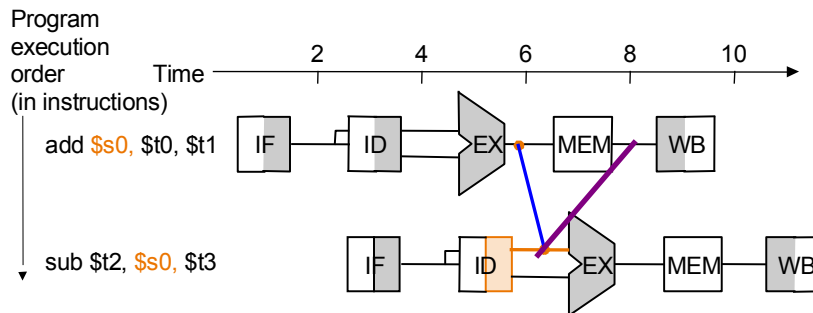 Program
execution
order
(in instructions)
Time
2 4 6 8 10
add $s0, $t0, $t1
IF ID EX MEM WB
sub $t2, $s0, $t3
IF ID EX MEM WB